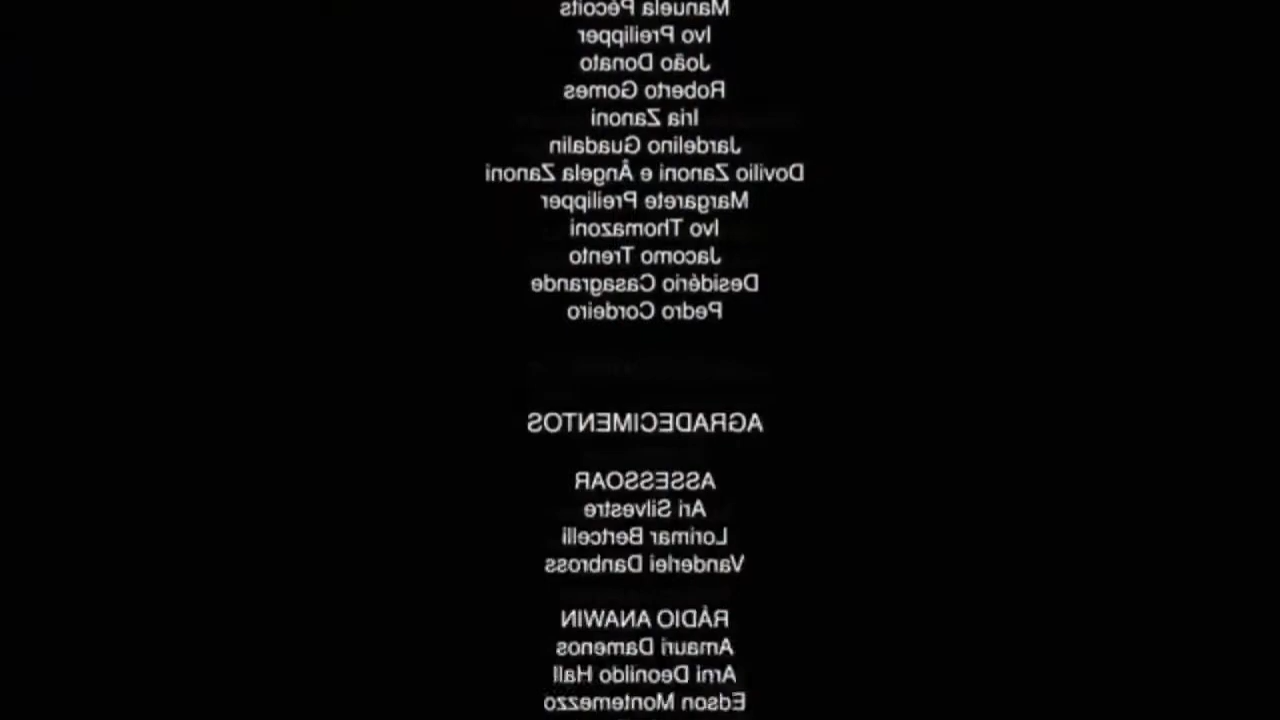 Manuela Pécoits
Ivo Preilipper
João Donato
Roberto Gomes
Iria Zanoni
Jardelino Guadalin
Dovilio Zanoni e Ângela Zanoni
Margarete Preilipper
Ivo Thomazoni
Jacomo Trento
Desidério Casagrande
Pedro Cordeiro
AGRADECIMENTOS
ASSESSOAR
Ari Silvestre
Lorimar Bertcelli
Vanderlei Danbross
RÁDIO ANAWIN
Amauri Damenos
Arni Deonildo Hall
Edson Montemezzo